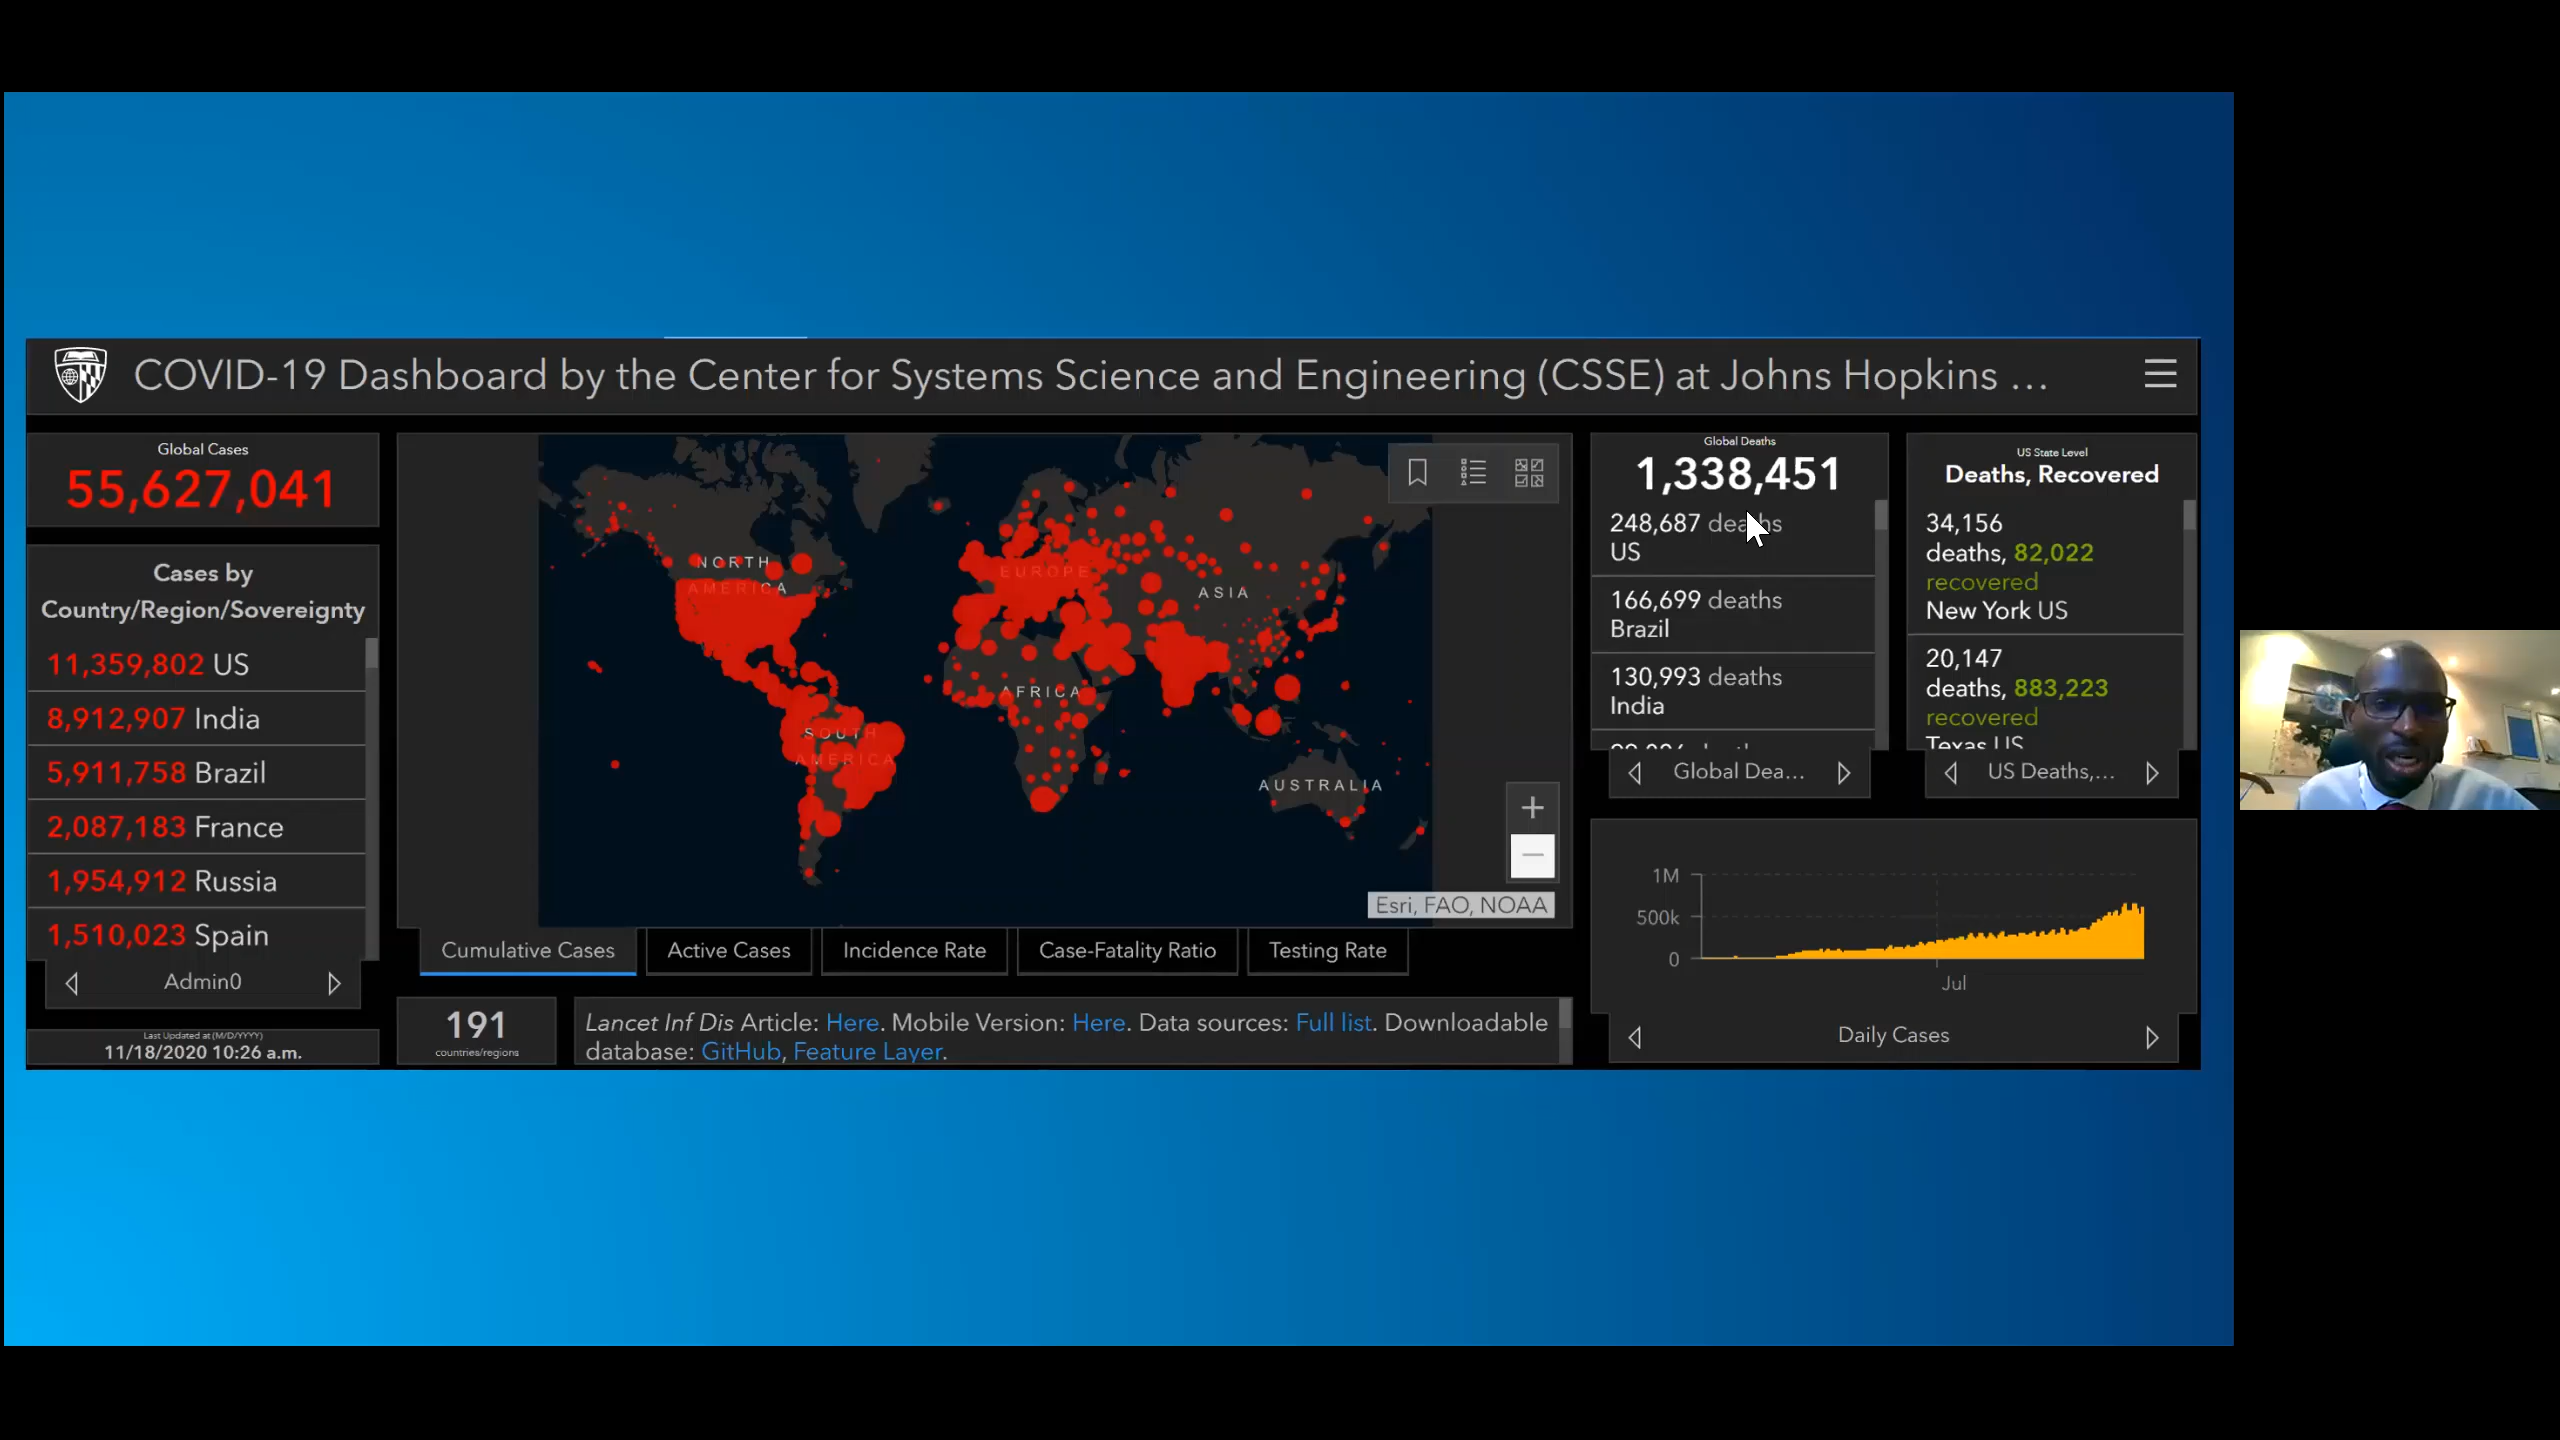 COVID-19 Dashboard by the Center for Systems Science and Engineering (CSSE) at Johns Hopkins ...
Global Cases
55,627,041
Cases by
Country/Region/Sovereignty
11,359,802 US
8,912,907 India
5,911,758 Brazil
2,087,183 France
1,954,912 Russia
1,510,023 Spain
Admin0
Last Updated at (M/D/YYYY)
11/18/2020 10:26 a.m.
NORTH
AMERICA
EUROPE
ASIA
AFRICA
SOUTH
AMERICA
AUSTRALIA
Esri, FAO, NOAA
Cumulative Cases
Active Cases
Incidence Rate
Case-Fatality Ratio
Testing Rate
191
countries/regions
Lancet Inf Dis Article: Here. Mobile Version: Here. Data sources: Full list. Downloadable
database: GitHub, Feature Layer.
Global Deaths
1,338,451
248,687 deaths
US
166,699 deaths
Brazil
130,993 deaths
India
Global Dea...
US State Level
Deaths, Recovered
34,156
deaths, 82,022
recovered
New York US
20,147
deaths, 883,223
recovered
Texas US
US Deaths,...
1M
500k
0
Jul
Daily Cases